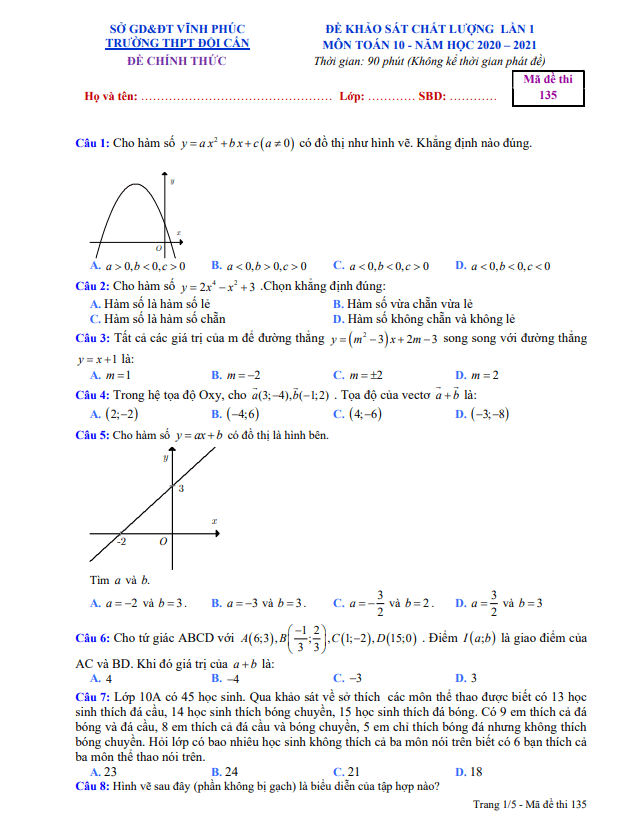 SỞ GD&ĐT VĨNH PHÚC
TRƯỜNG THPT ĐỘI CẤN
ĐỀ CHÍNH THỨC
ĐỀ KHẢO SÁT CHẤT LƯỢNG LẦN 1
MÔN TOÁN 10 - NĂM HỌC 2020 – 2021
Thời gian: 90 phút (Không kể thời gian phát đề)
Mã đề thi
135
Họ và tên: ………………………………………… Lớp: ………… SBD: …………
Câu 1: Cho hàm số y = ax² + bx + c (a ≠ 0) có đồ thị như hình vẽ. Khẳng định nào đúng.
y
x
O
A. a > 0, b < 0, c > 0 B. a < 0, b > 0, c > 0 C. a < 0, b < 0, c > 0 D. a < 0, b < 0, c < 0
Câu 2: Cho hàm số y = 2x⁴ − x² + 3 .Chọn khẳng định đúng:
A. Hàm số là hàm số lẻ B. Hàm số vừa chẵn vừa lẻ
C. Hàm số là hàm số chẵn D. Hàm số không chẵn và không lẻ
Câu 3: Tất cả các giá trị của m để đường thẳng y = (m² − 3)x + 2m − 3 song song với đường thẳng
y = x + 1 là:
A. m = 1 B. m = −2 C. m = ±2 D. m = 2
Câu 4: Trong hệ tọa độ Oxy, cho a⃗(3;−4), b⃗(−1;2) . Tọa độ của vectơ a⃗ + b⃗ là:
A. (2;−2) B. (−4;6) C. (4;−6) D. (−3;−8)
Câu 5: Cho hàm số y = ax + b có đồ thị là hình bên.
y
3
x
-2 O
Tìm a và b.
A. a = −2 và b = 3. B. a = −3 và b = 3. C. a = −3/2 và b = 2. D. a = 3/2 và b = 3
Câu 6: Cho tứ giác ABCD với A(6;3), B(−1/3; 2/3), C(1;−2), D(15;0) . Điểm I(a;b) là giao điểm của
AC và BD. Khi đó giá trị của a + b là:
A. 4 B. −4 C. −3 D. 3
Câu 7: Lớp 10A có 45 học sinh. Qua khảo sát về sở thích các môn thể thao được biết có 13 học
sinh thích đá cầu, 14 học sinh thích bóng chuyền, 15 học sinh thích đá bóng. Có 9 em thích cả đá
bóng và đá cầu, 8 em thích cả đá cầu và bóng chuyền, 5 em chỉ thích bóng đá nhưng không thích
bóng chuyền. Hỏi lớp có bao nhiêu học sinh không thích cả ba môn nói trên biết có 6 bạn thích cả
ba môn thể thao nói trên.
A. 23 B. 24 C. 21 D. 18
Câu 8: Hình vẽ sau đây (phần không bị gạch) là biểu diễn của tập hợp nào?
Trang 1/5 - Mã đề thi 135